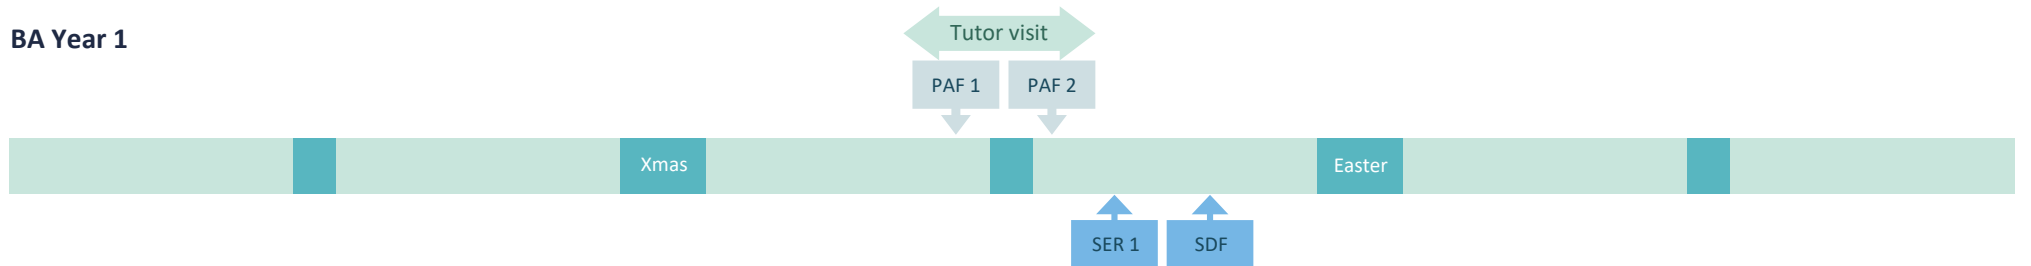 BA Year 1
Tutor visit
PAF 1
PAF 2
Xmas
Easter
SER 1
SDF